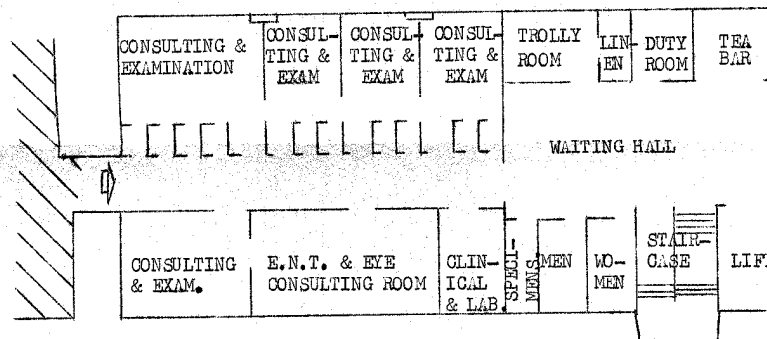 CONSULTING &
EXAMINATION
CONSUL-
TING &
EXAM
CONSUL-
TING &
EXAM
CONSUL-
TING &
EXAM
TROLLY
ROOM
LIN-
EN
DUTY
ROOM
TEA
BAR
WAITING HALL
CONSULTING
& EXAM.
E.N.T. & EYE
CONSULTING ROOM
CLIN-
ICAL
& LAB.
SPECI-
MENS.
MEN
WO-
MEN
STAIR-
CASE
LIF